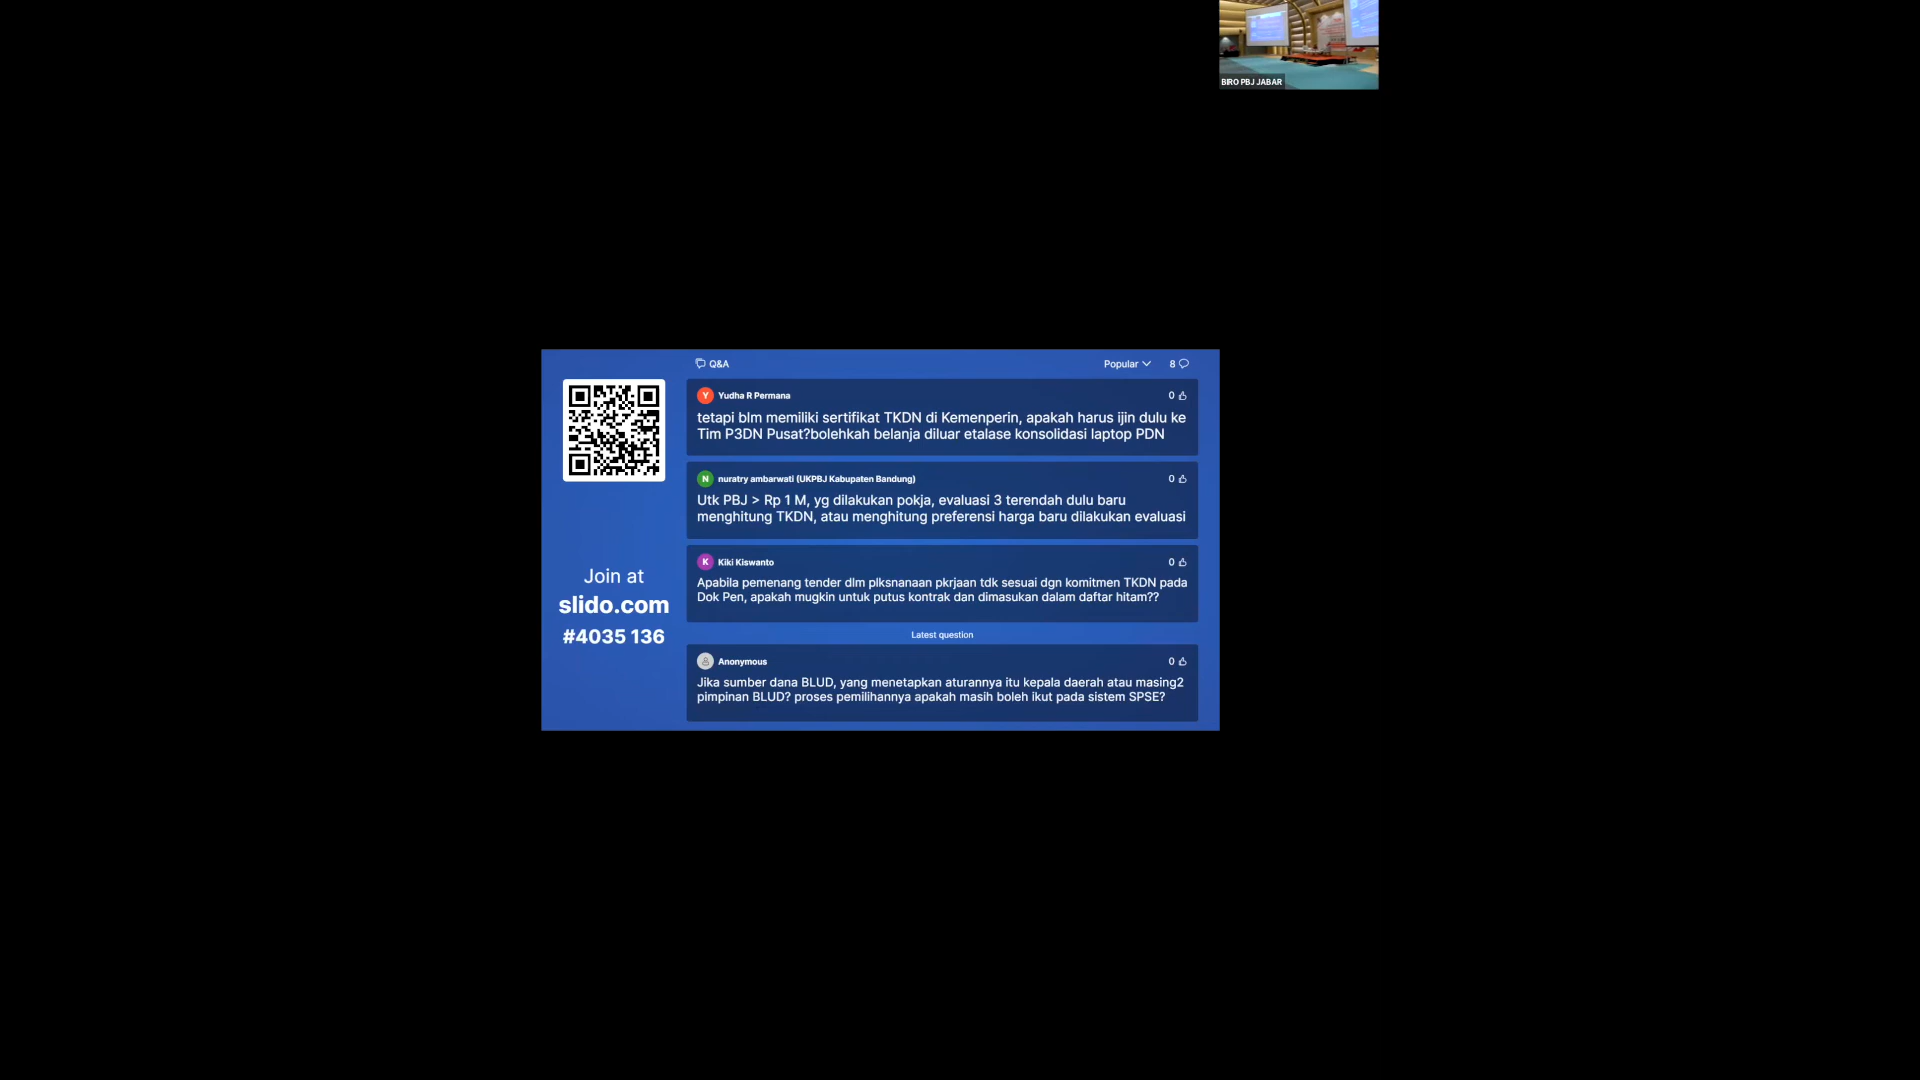 BIRO PBJ JABAR
Q&A
Popular
8
Y
Yudha R Permana
0
tetapi blm memiliki sertifikat TKDN di Kemenperin, apakah harus ijin dulu ke
Tim P3DN Pusat?bolehkah belanja diluar etalase konsolidasi laptop PDN
N
nuratry ambarwati (UKPBJ Kabupaten Bandung)
0
Utk PBJ > Rp 1 M, yg dilakukan pokja, evaluasi 3 terendah dulu baru
menghitung TKDN, atau menghitung preferensi harga baru dilakukan evaluasi
K
Kiki Kiswanto
0
Apabila pemenang tender dlm plksnanaan pkrjaan tdk sesuai dgn komitmen TKDN pada
Dok Pen, apakah mugkin untuk putus kontrak dan dimasukan dalam daftar hitam??
Latest question
Anonymous
0
Jika sumber dana BLUD, yang menetapkan aturannya itu kepala daerah atau masing2
pimpinan BLUD? proses pemilihannya apakah masih boleh ikut pada sistem SPSE?
Join at
slido.com
#4035 136